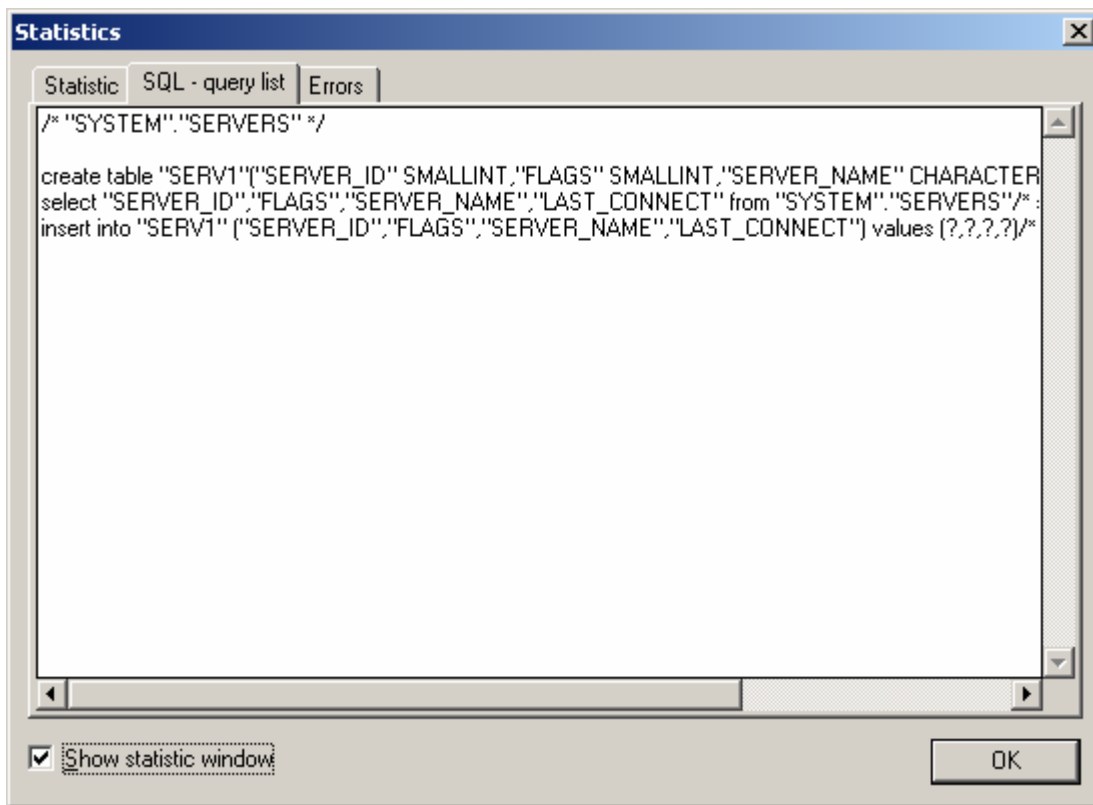 Statistics
Statistic SQL - query list Errors
/* "SYSTEM"."SERVERS" */
create table "SERV1"("SERVER_ID" SMALLINT,"FLAGS" SMALLINT,"SERVER_NAME" CHARACTER
select "SERVER_ID","FLAGS","SERVER_NAME","LAST_CONNECT" from "SYSTEM"."SERVERS"/* :
insert into "SERV1" ("SERVER_ID","FLAGS","SERVER_NAME","LAST_CONNECT") values (?,?,?,?)/*
Show statistic window
OK